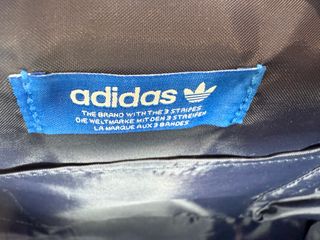 adidas
THE BRAND WITH THE 3 STRIPES
DIE WELTMARKE MIT DEN 3 STREIFEN
LA MARQUE AUX 3 BANDES